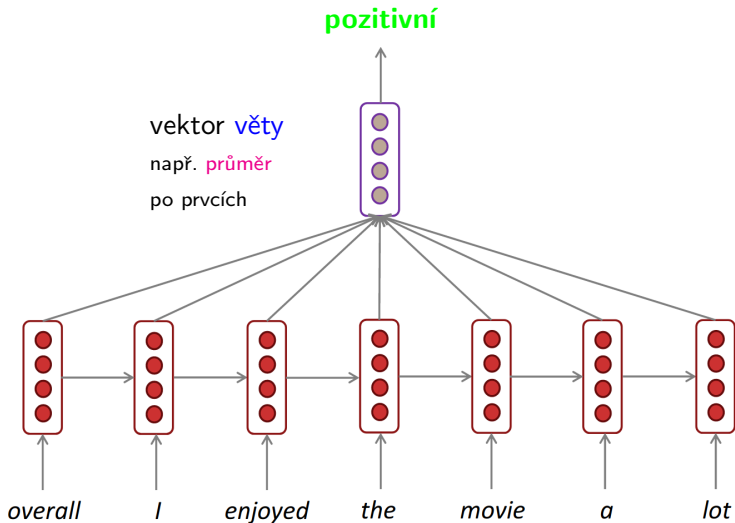 pozitivní
vektor věty
např. průměr
po prvcích
overall I enjoyed the movie a lot